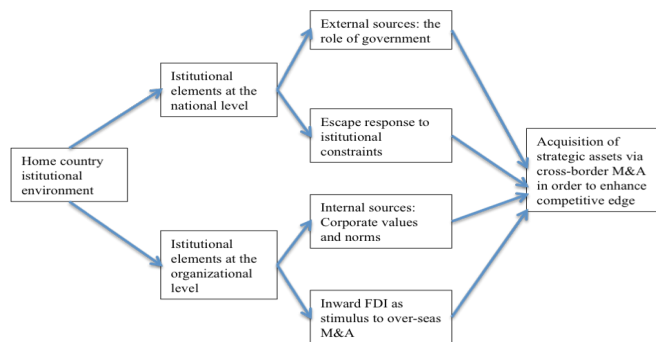 External sources: the
role of government
Istitutional
elements at the
national level
Escape response to
istitutional
constraints
Home country
istitutional
environment
Acquisition of
strategic assets via
cross-border M&A
in order to enhance
competitive edge
Internal sources:
Corporate values
and norms
Istitutional
elements at the
organizational
level
Inward FDI as
stimulus to over-seas
M&A